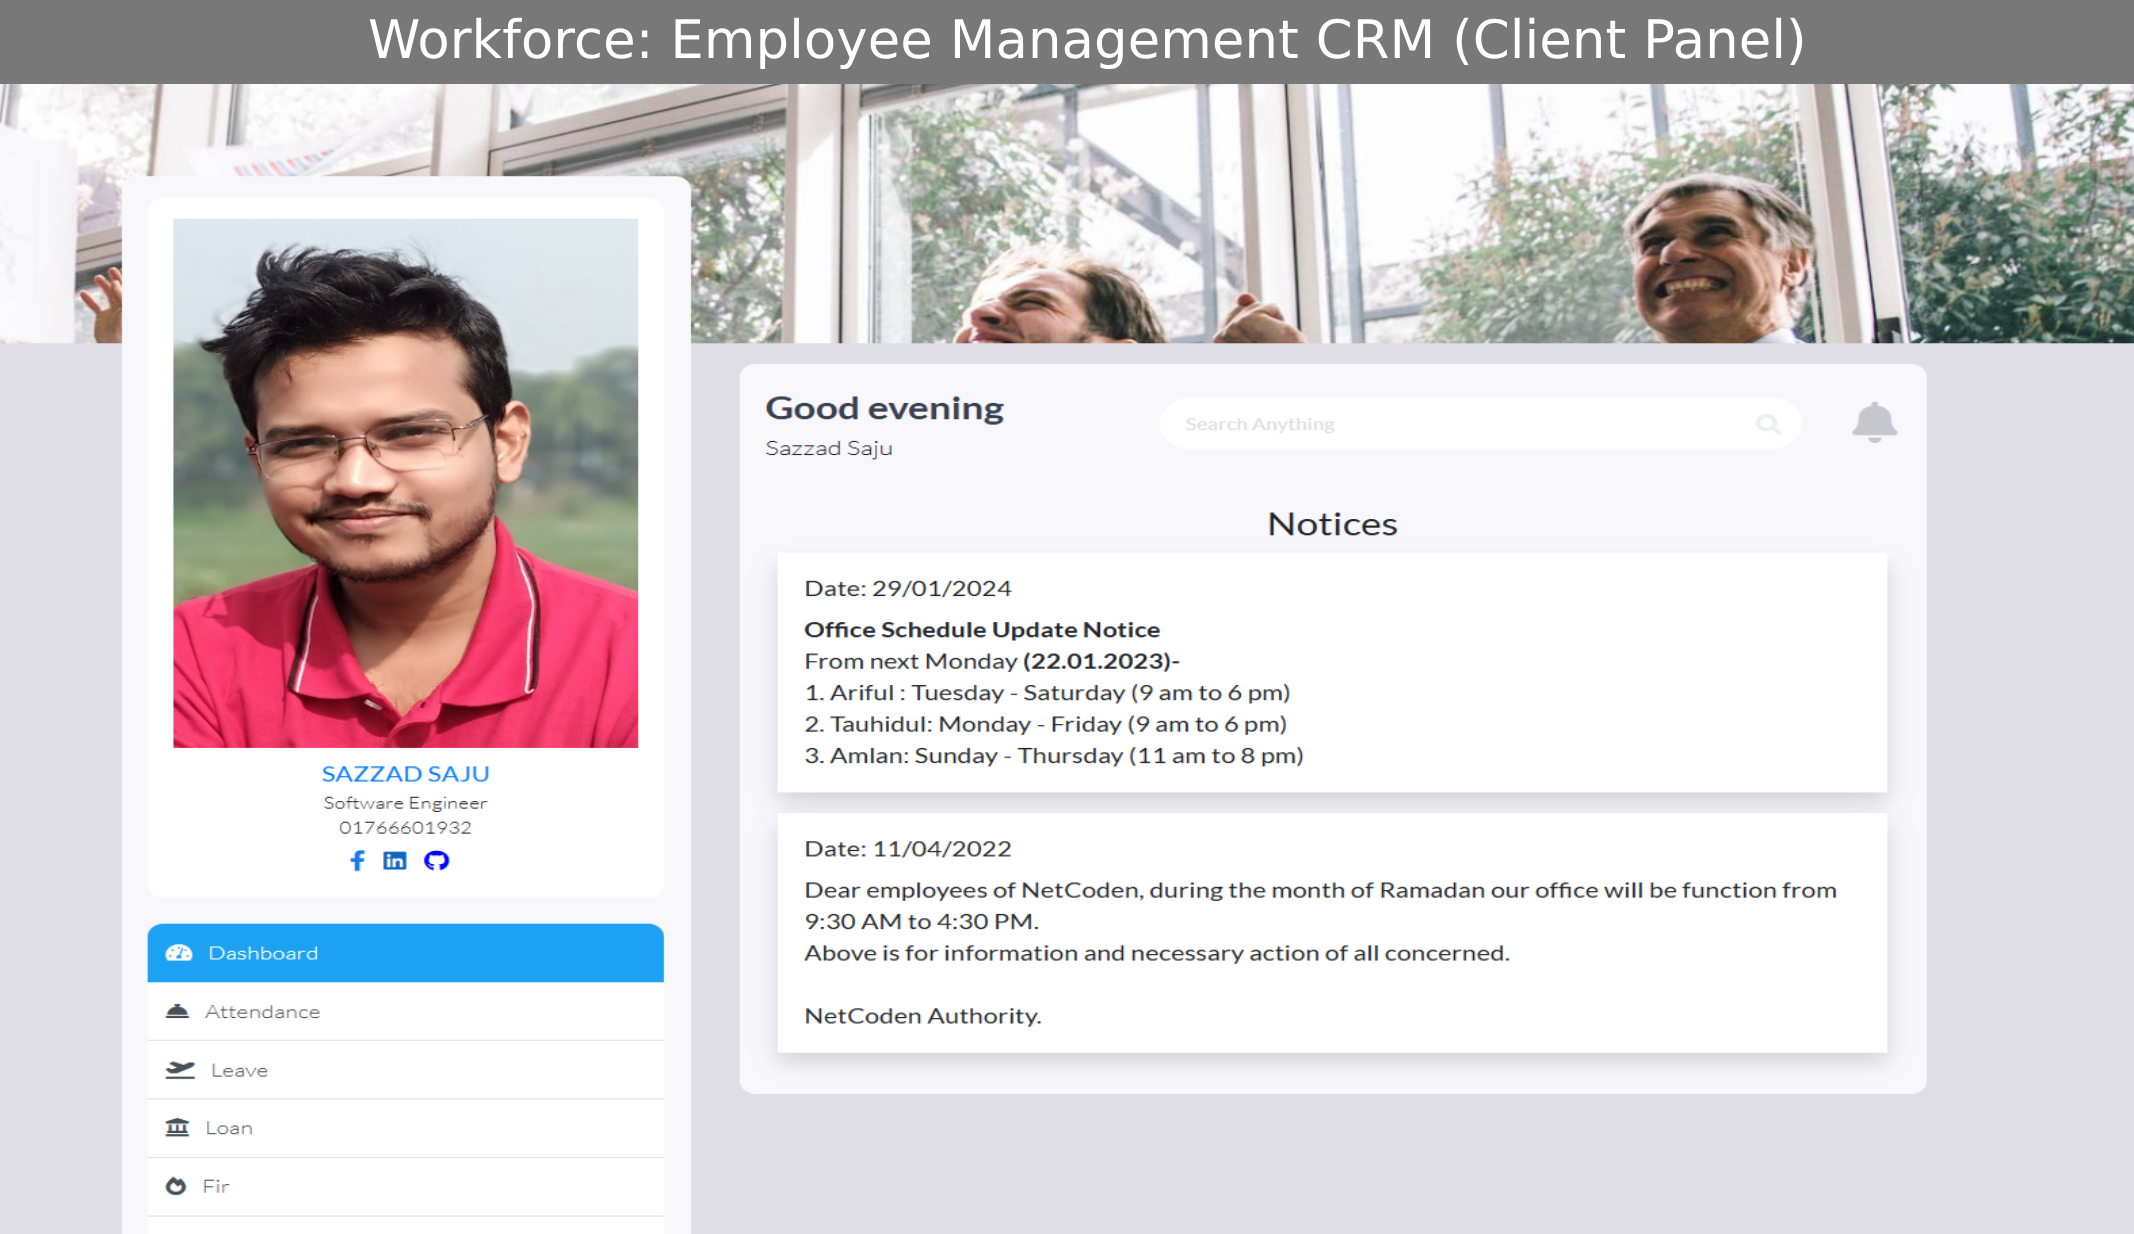 Workforce: Employee Management CRM (Client Panel)
SAZZAD SAJU
Software Engineer
01766601932
in
Dashboard
Attendance
Leave
Loan
Fir
Good evening
Sazzad Saju
Search Anything
Notices
Date: 29/01/2024
Office Schedule Update Notice
From next Monday (22.01.2023)-
1. Ariful : Tuesday - Saturday (9 am to 6 pm)
2. Tauhidul: Monday - Friday (9 am to 6 pm)
3. Amlan: Sunday - Thursday (11 am to 8 pm)
Date: 11/04/2022
Dear employees of NetCoden, during the month of Ramadan our office will be function from
9:30 AM to 4:30 PM.
Above is for information and necessary action of all concerned.
NetCoden Authority.